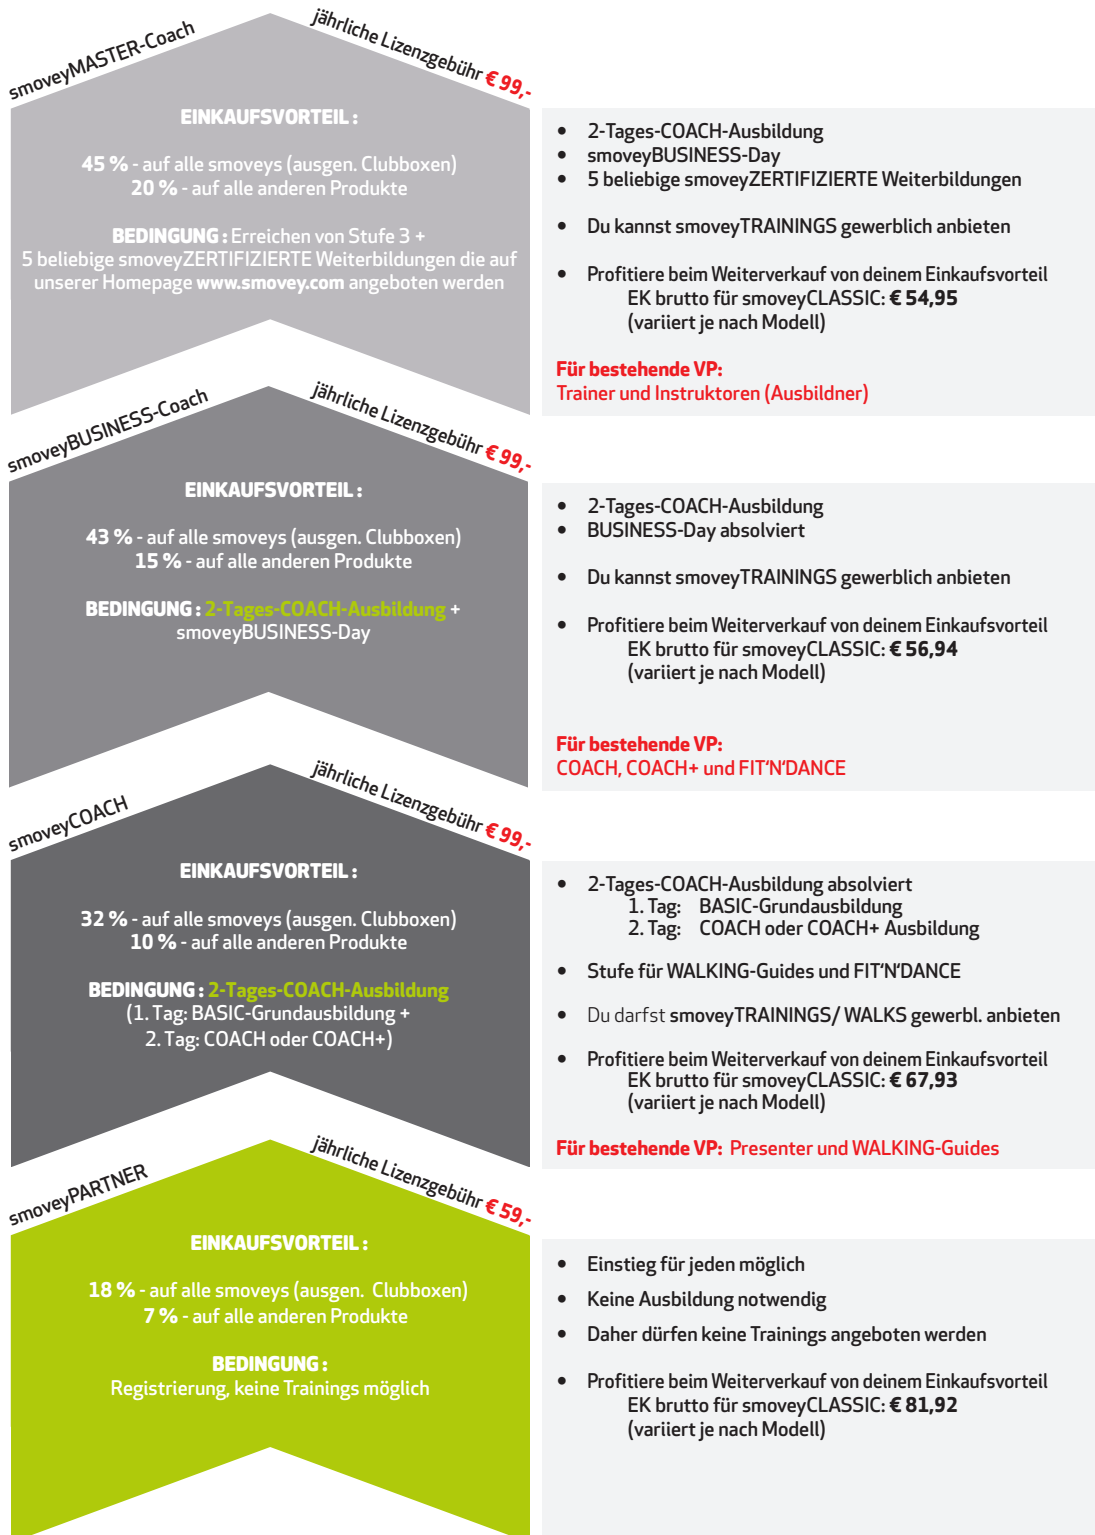 smoveyMASTER-Coach
jährliche Lizenzgebühr € 99,-
EINKAUFSVORTEIL :
45 % - auf alle smoveys (ausgen. Clubboxen)
20 % - auf alle anderen Produkte
BEDINGUNG : Erreichen von Stufe 3 +
5 beliebige smoveyZERTIFIZIERTE Weiterbildungen die auf
unserer Homepage www.smovey.com angeboten werden
• 2-Tages-COACH-Ausbildung
• smoveyBUSINESS-Day
• 5 beliebige smoveyZERTIFIZIERTE Weiterbildungen
• Du kannst smoveyTRAININGS gewerblich anbieten
• Profitiere beim Weiterverkauf von deinem Einkaufsvorteil
EK brutto für smoveyCLASSIC: € 54,95
(variiert je nach Modell)
Für bestehende VP:
Trainer und Instruktoren (Ausbildner)
smoveyBUSINESS-Coach
jährliche Lizenzgebühr € 99,-
EINKAUFSVORTEIL :
43 % - auf alle smoveys (ausgen. Clubboxen)
15 % - auf alle anderen Produkte
BEDINGUNG : 2-Tages-COACH-Ausbildung +
smoveyBUSINESS-Day
• 2-Tages-COACH-Ausbildung
• BUSINESS-Day absolviert
• Du kannst smoveyTRAININGS gewerblich anbieten
• Profitiere beim Weiterverkauf von deinem Einkaufsvorteil
EK brutto für smoveyCLASSIC: € 56,94
(variiert je nach Modell)
Für bestehende VP:
COACH, COACH+ und FIT'N'DANCE
smoveyCOACH
jährliche Lizenzgebühr € 99,-
EINKAUFSVORTEIL :
32 % - auf alle smoveys (ausgen. Clubboxen)
10 % - auf alle anderen Produkte
BEDINGUNG : 2-Tages-COACH-Ausbildung
(1. Tag: BASIC-Grundausbildung +
2. Tag: COACH oder COACH+)
• 2-Tages-COACH-Ausbildung absolviert
1. Tag: BASIC-Grundausbildung
2. Tag: COACH oder COACH+ Ausbildung
• Stufe für WALKING-Guides und FIT'N'DANCE
• Du darfst smoveyTRAININGS/ WALKS gewerbl. anbieten
• Profitiere beim Weiterverkauf von deinem Einkaufsvorteil
EK brutto für smoveyCLASSIC: € 67,93
(variiert je nach Modell)
Für bestehende VP: Presenter und WALKING-Guides
smoveyPARTNER
jährliche Lizenzgebühr € 59,-
EINKAUFSVORTEIL :
18 % - auf alle smoveys (ausgen. Clubboxen)
7 % - auf alle anderen Produkte
BEDINGUNG :
Registrierung, keine Trainings möglich
• Einstieg für jeden möglich
• Keine Ausbildung notwendig
• Daher dürfen keine Trainings angeboten werden
• Profitiere beim Weiterverkauf von deinem Einkaufsvorteil
EK brutto für smoveyCLASSIC: € 81,92
(variiert je nach Modell)